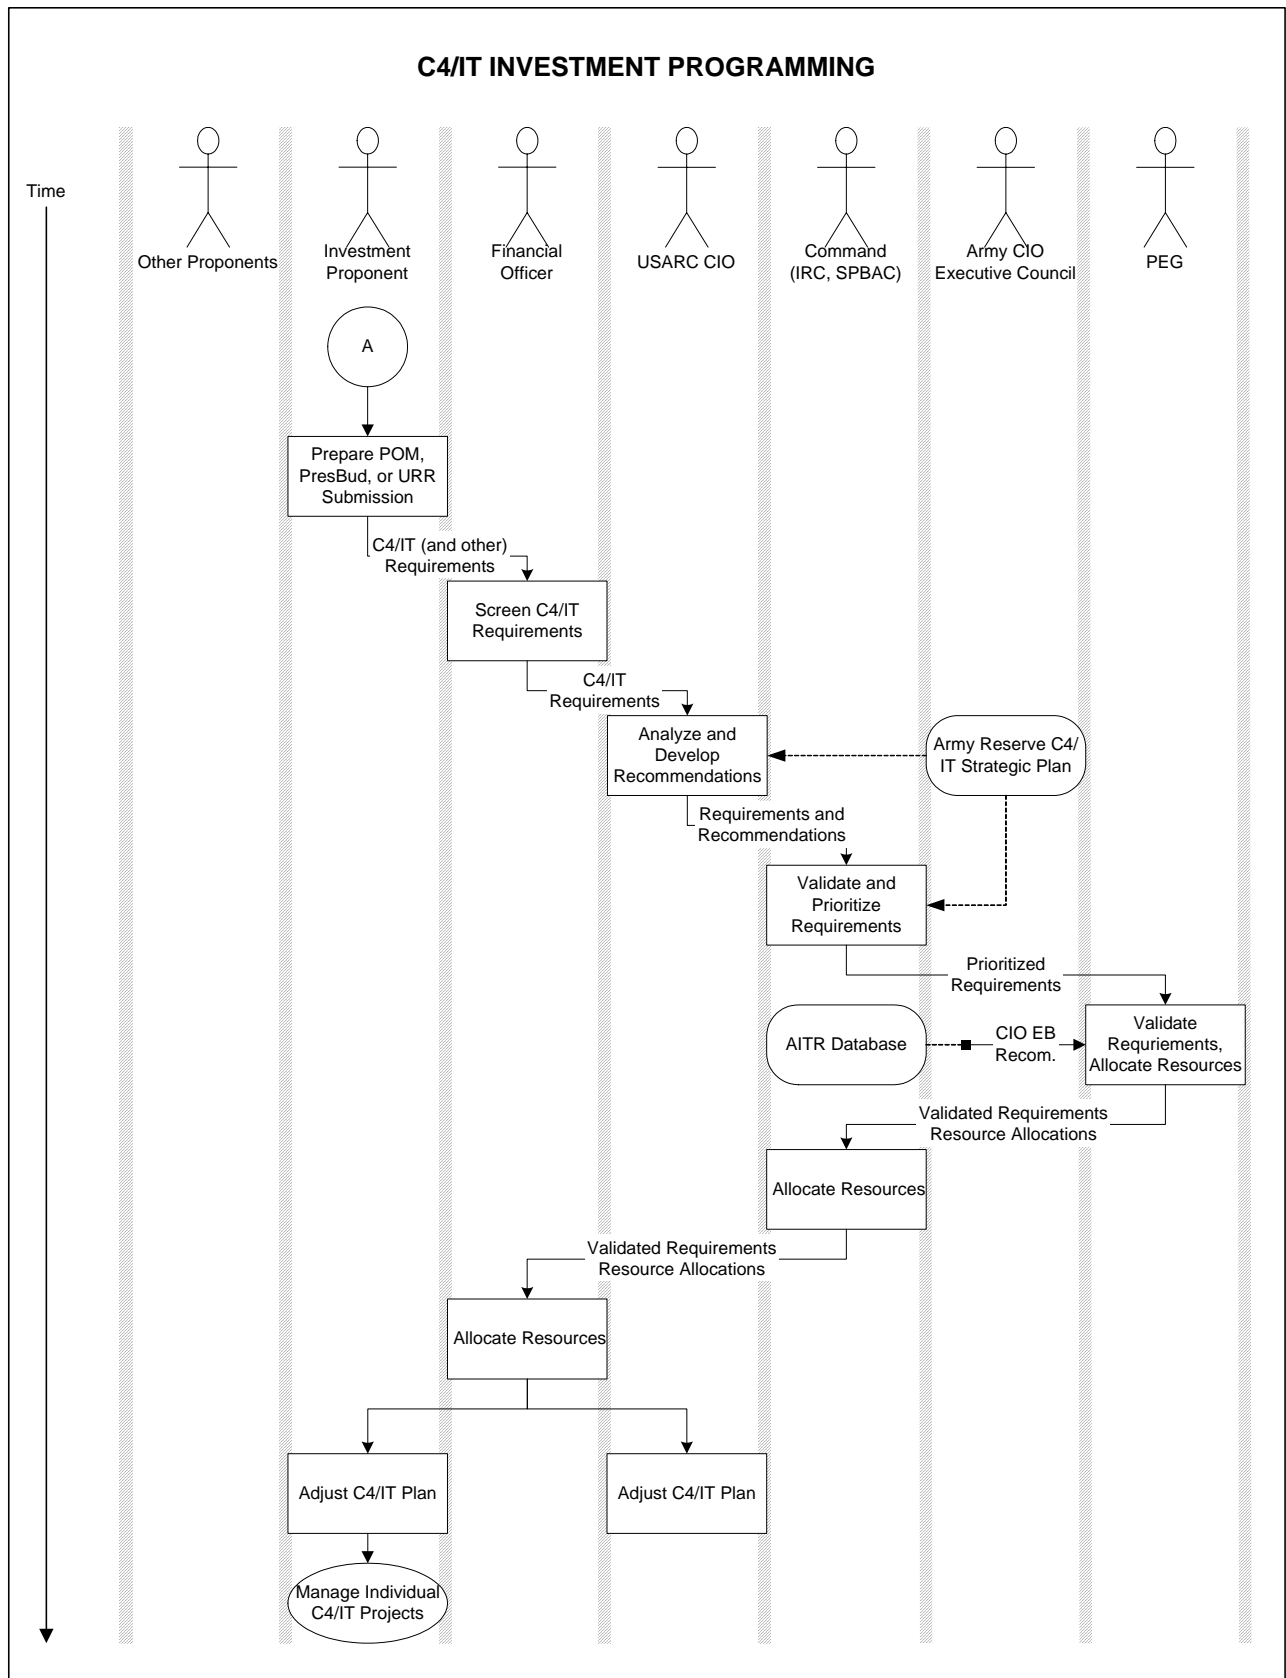 C4/IT INVESTMENT PROGRAMMING
Time
Other Proponents
Investment
Proponent
Financial
Officer
USARC CIO
Command
(IRC, SPBAC)
Army CIO
Executive Council
PEG
A
Prepare POM,
PresBud, or URR
Submission
C4/IT (and other)
Requirements
Screen C4/IT
Requirements
C4/IT
Requirements
Analyze and
Develop
Recommendations
Army Reserve C4/
IT Strategic Plan
Requirements and
Recommendations
Validate and
Prioritize
Requirements
Prioritized
Requirements
AITR Database
CIO EB
Recom.
Validate
Requriements,
Allocate Resources
Validated Requirements
Resource Allocations
Allocate Resources
Validated Requirements
Resource Allocations
Allocate Resources
Adjust C4/IT Plan
Adjust C4/IT Plan
Manage Individual
C4/IT Projects